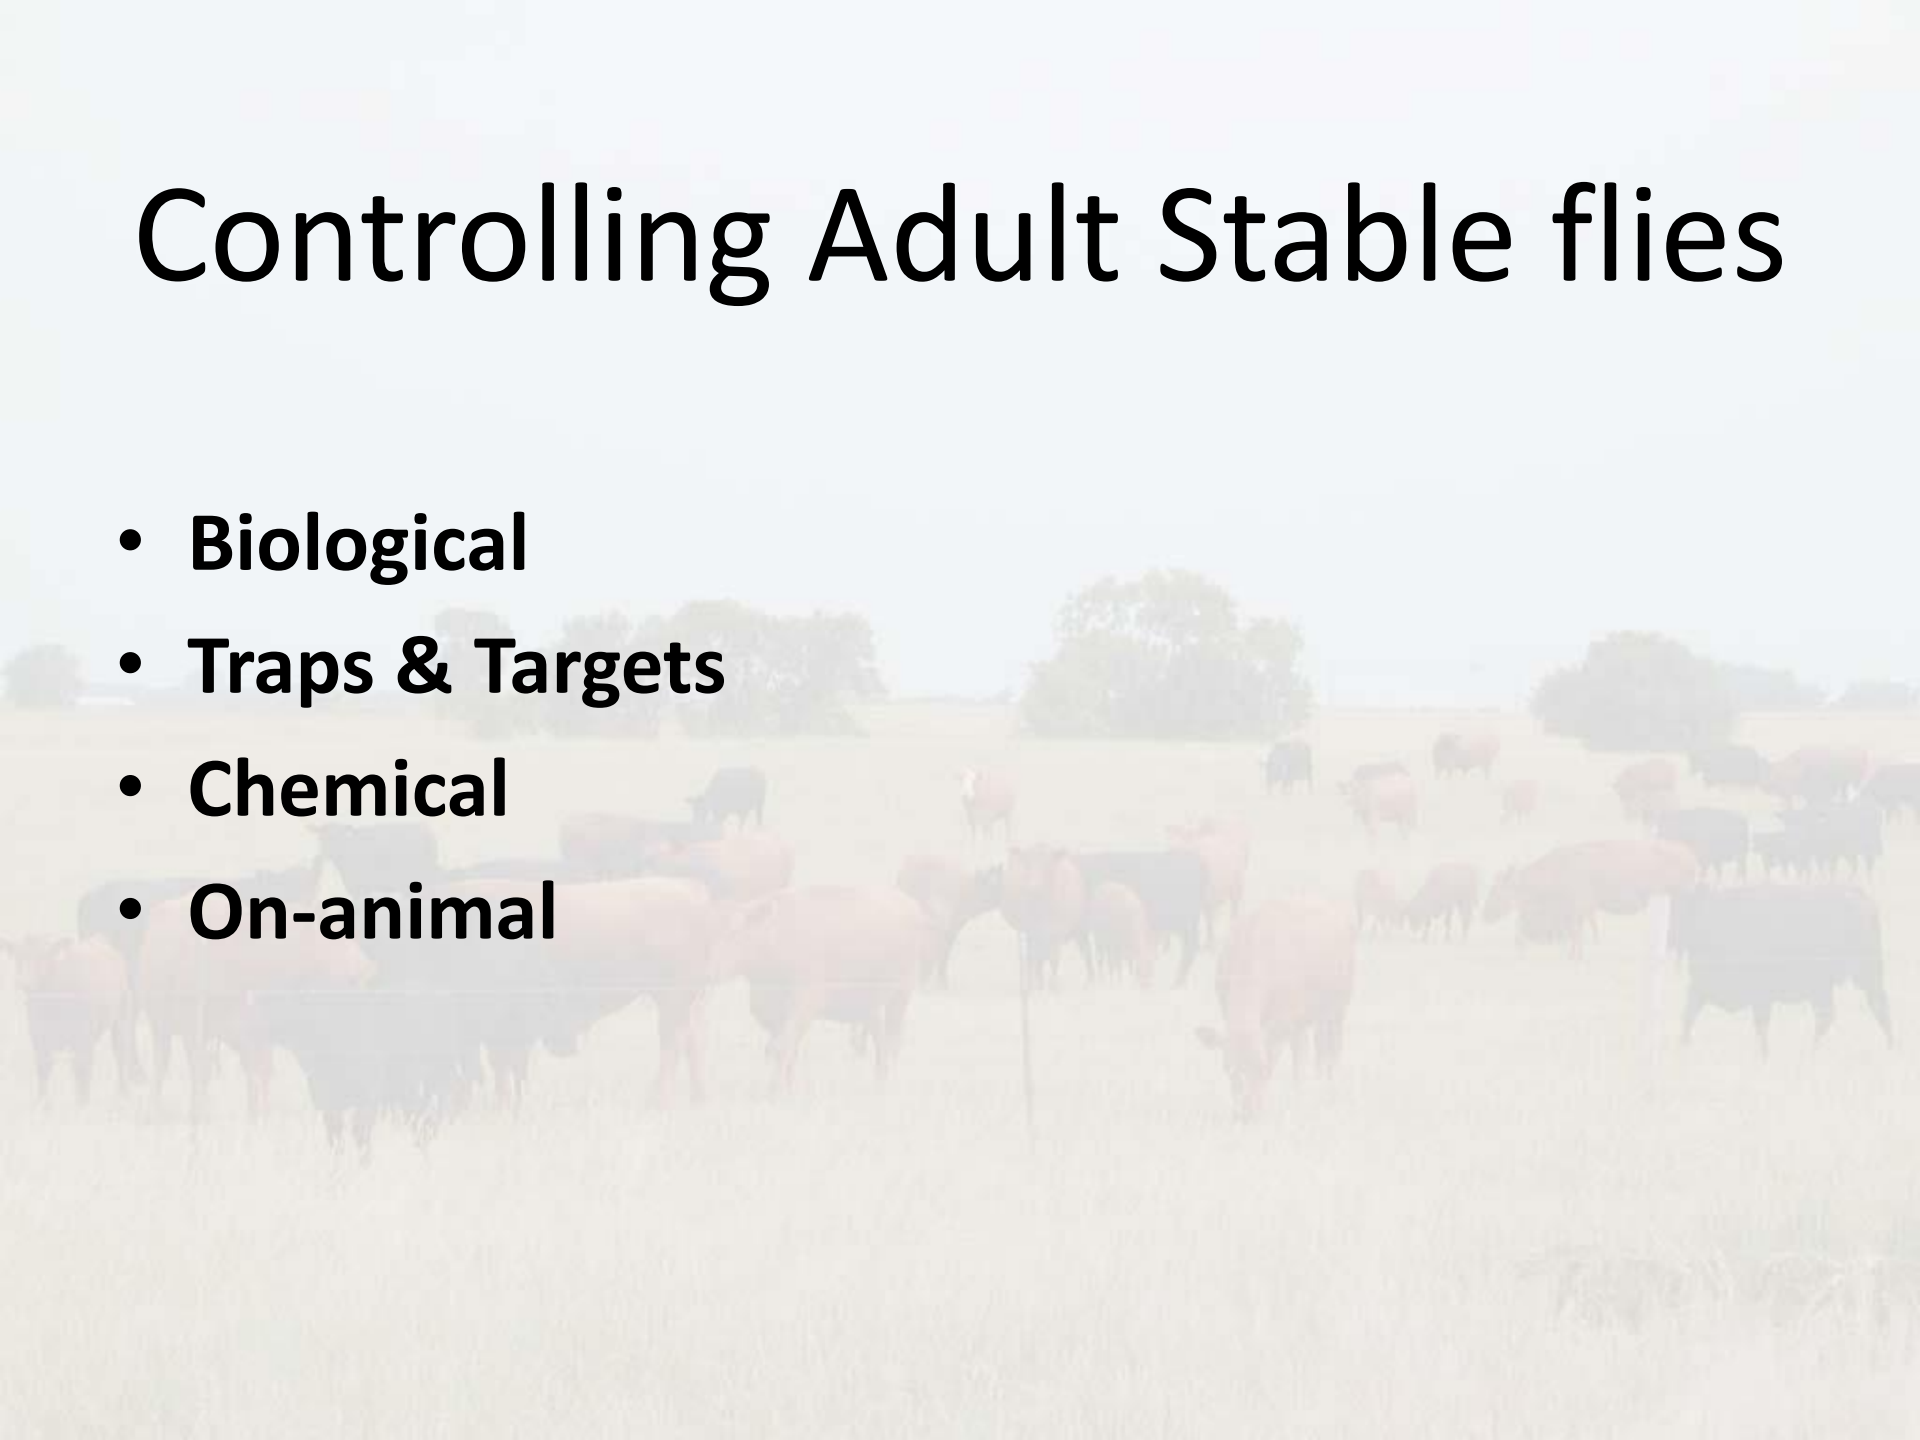 Controlling Adult Stable flies
• Biological
• Traps & Targets
• Chemical
• On-animal